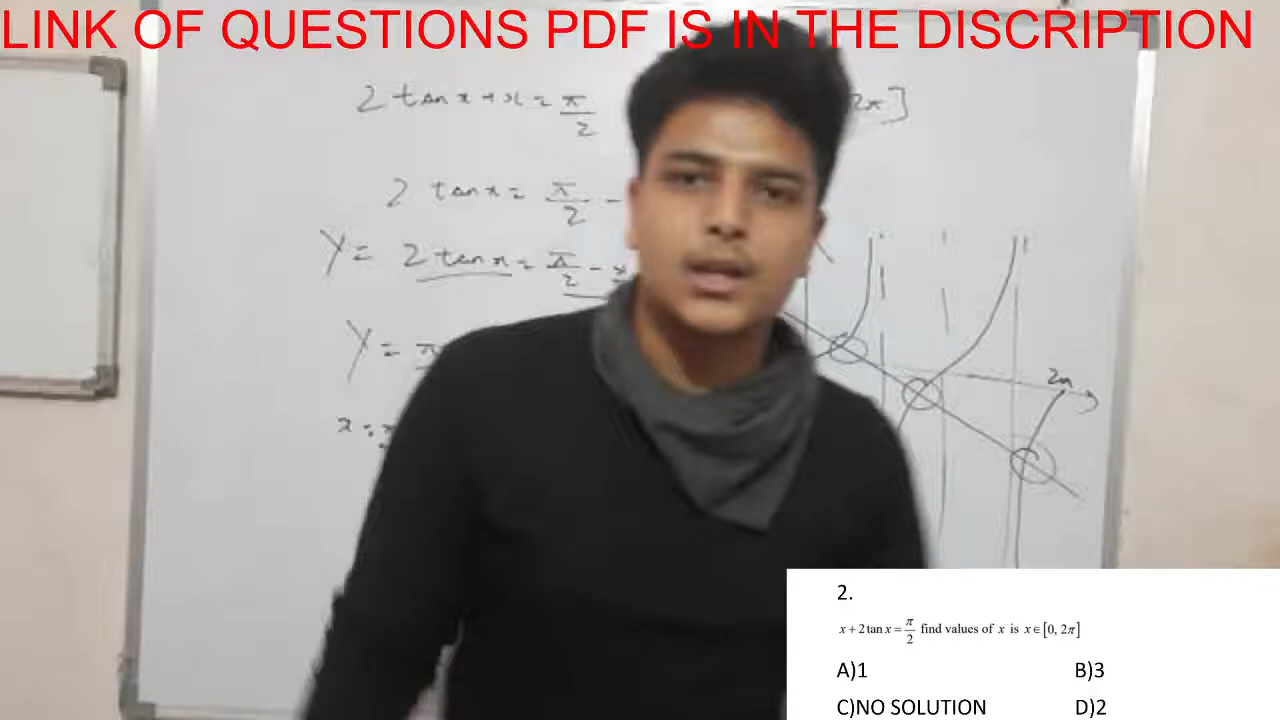 LINK OF QUESTIONS PDF IS IN THE DISCRIPTION
2 tan x + x = π/2 2π]
2 tan x = π/2 -
Y = 2 tan x = π/2 - x
Y = π
x =
2π
2.
x + 2 tan x = π/2 find values of x is x ∈ [0, 2π]
A)1 B)3
C)NO SOLUTION D)2